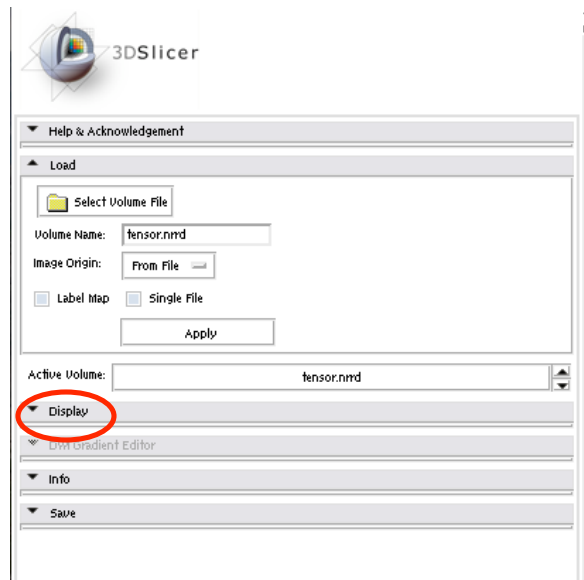 3DSlicer
Help & Acknowledgement
Load
Select Volume File
Volume Name: tensor.nrrd
Image Origin: From File
Label Map Single File
Apply
Active Volume: tensor.nrrd
Display
DWI Gradient Editor
Info
Save